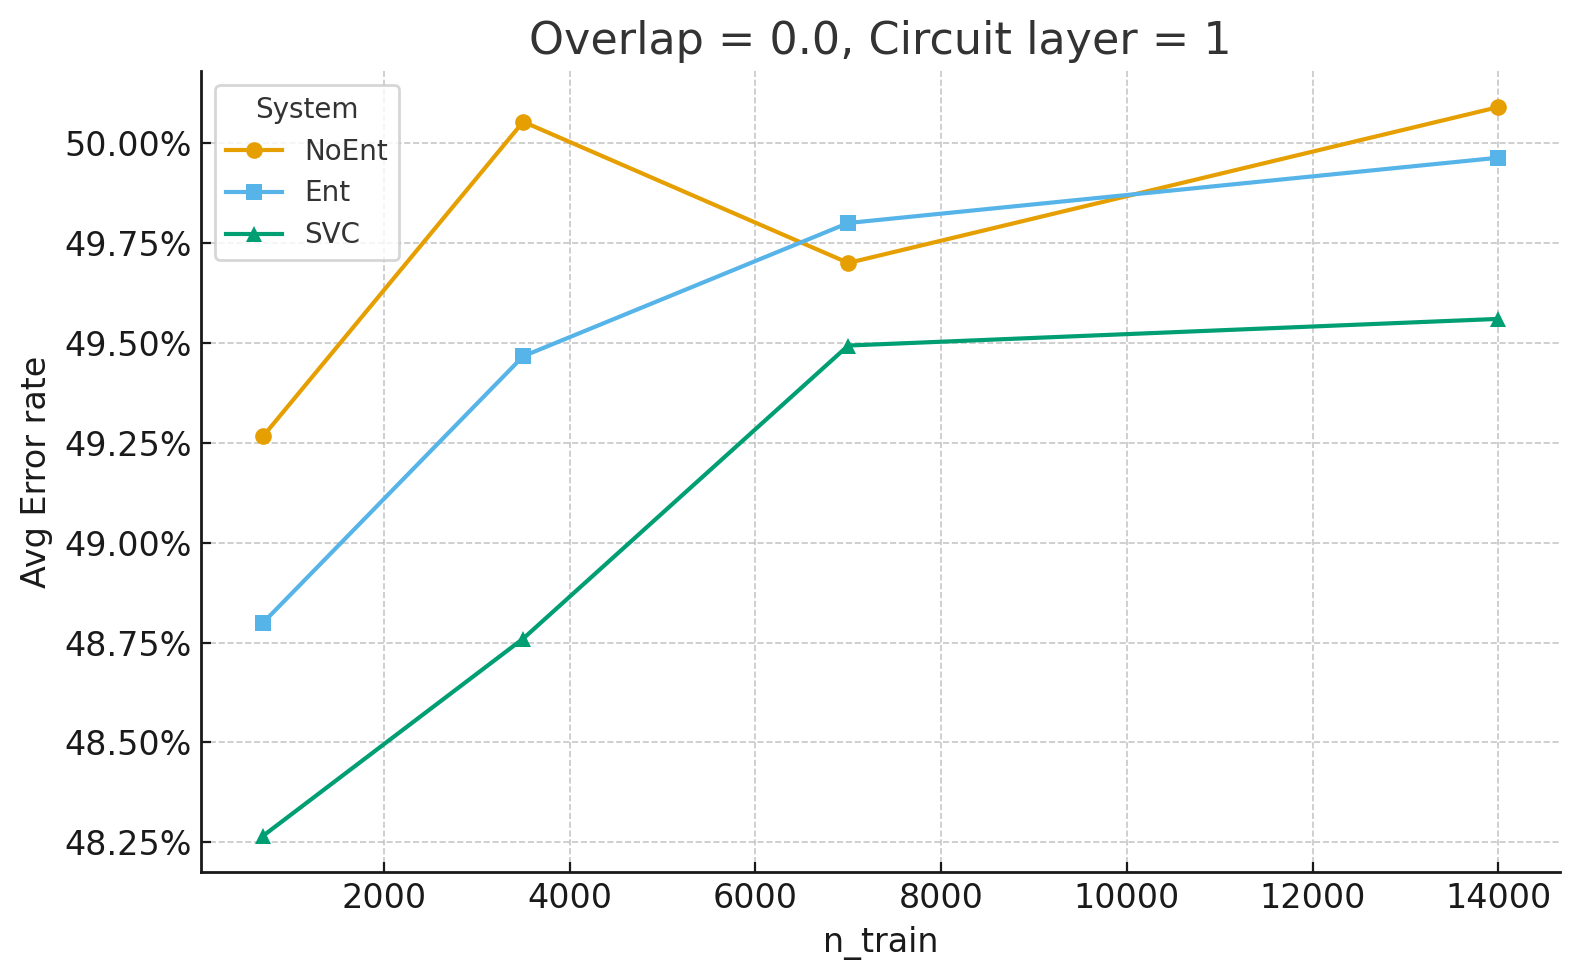 Overlap = 0.0, Circuit layer = 1
System
NoEnt
Ent
SVC
50.00%
49.75%
49.50%
49.25%
49.00%
48.75%
48.50%
48.25%
Avg Error rate
2000 4000 6000 8000 10000 12000 14000
n_train